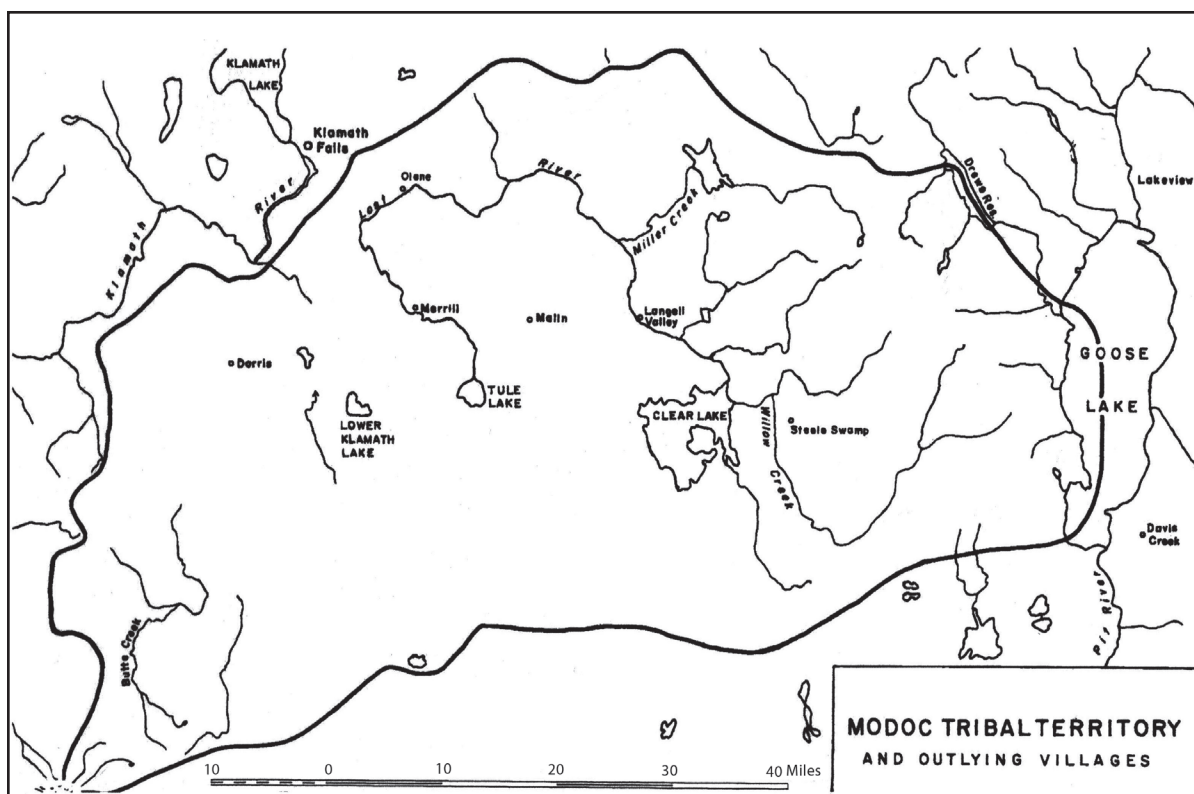 KLAMATH
LAKE
Klamath
Falls
River
Klamath
Olene
Lost
River
Miller Creek
Drews Res.
Lakeview
Merrill
Malin
Langell
Valley
Dorris
TULE
LAKE
LOWER
KLAMATH
LAKE
CLEAR LAKE
Willow
Creek
Steele Swamp
GOOSE
LAKE
Davis
Creek
Pit River
Butte Creek
MODOC TRIBAL TERRITORY
AND OUTLYING VILLAGES
10 0 10 20 30 40 Miles